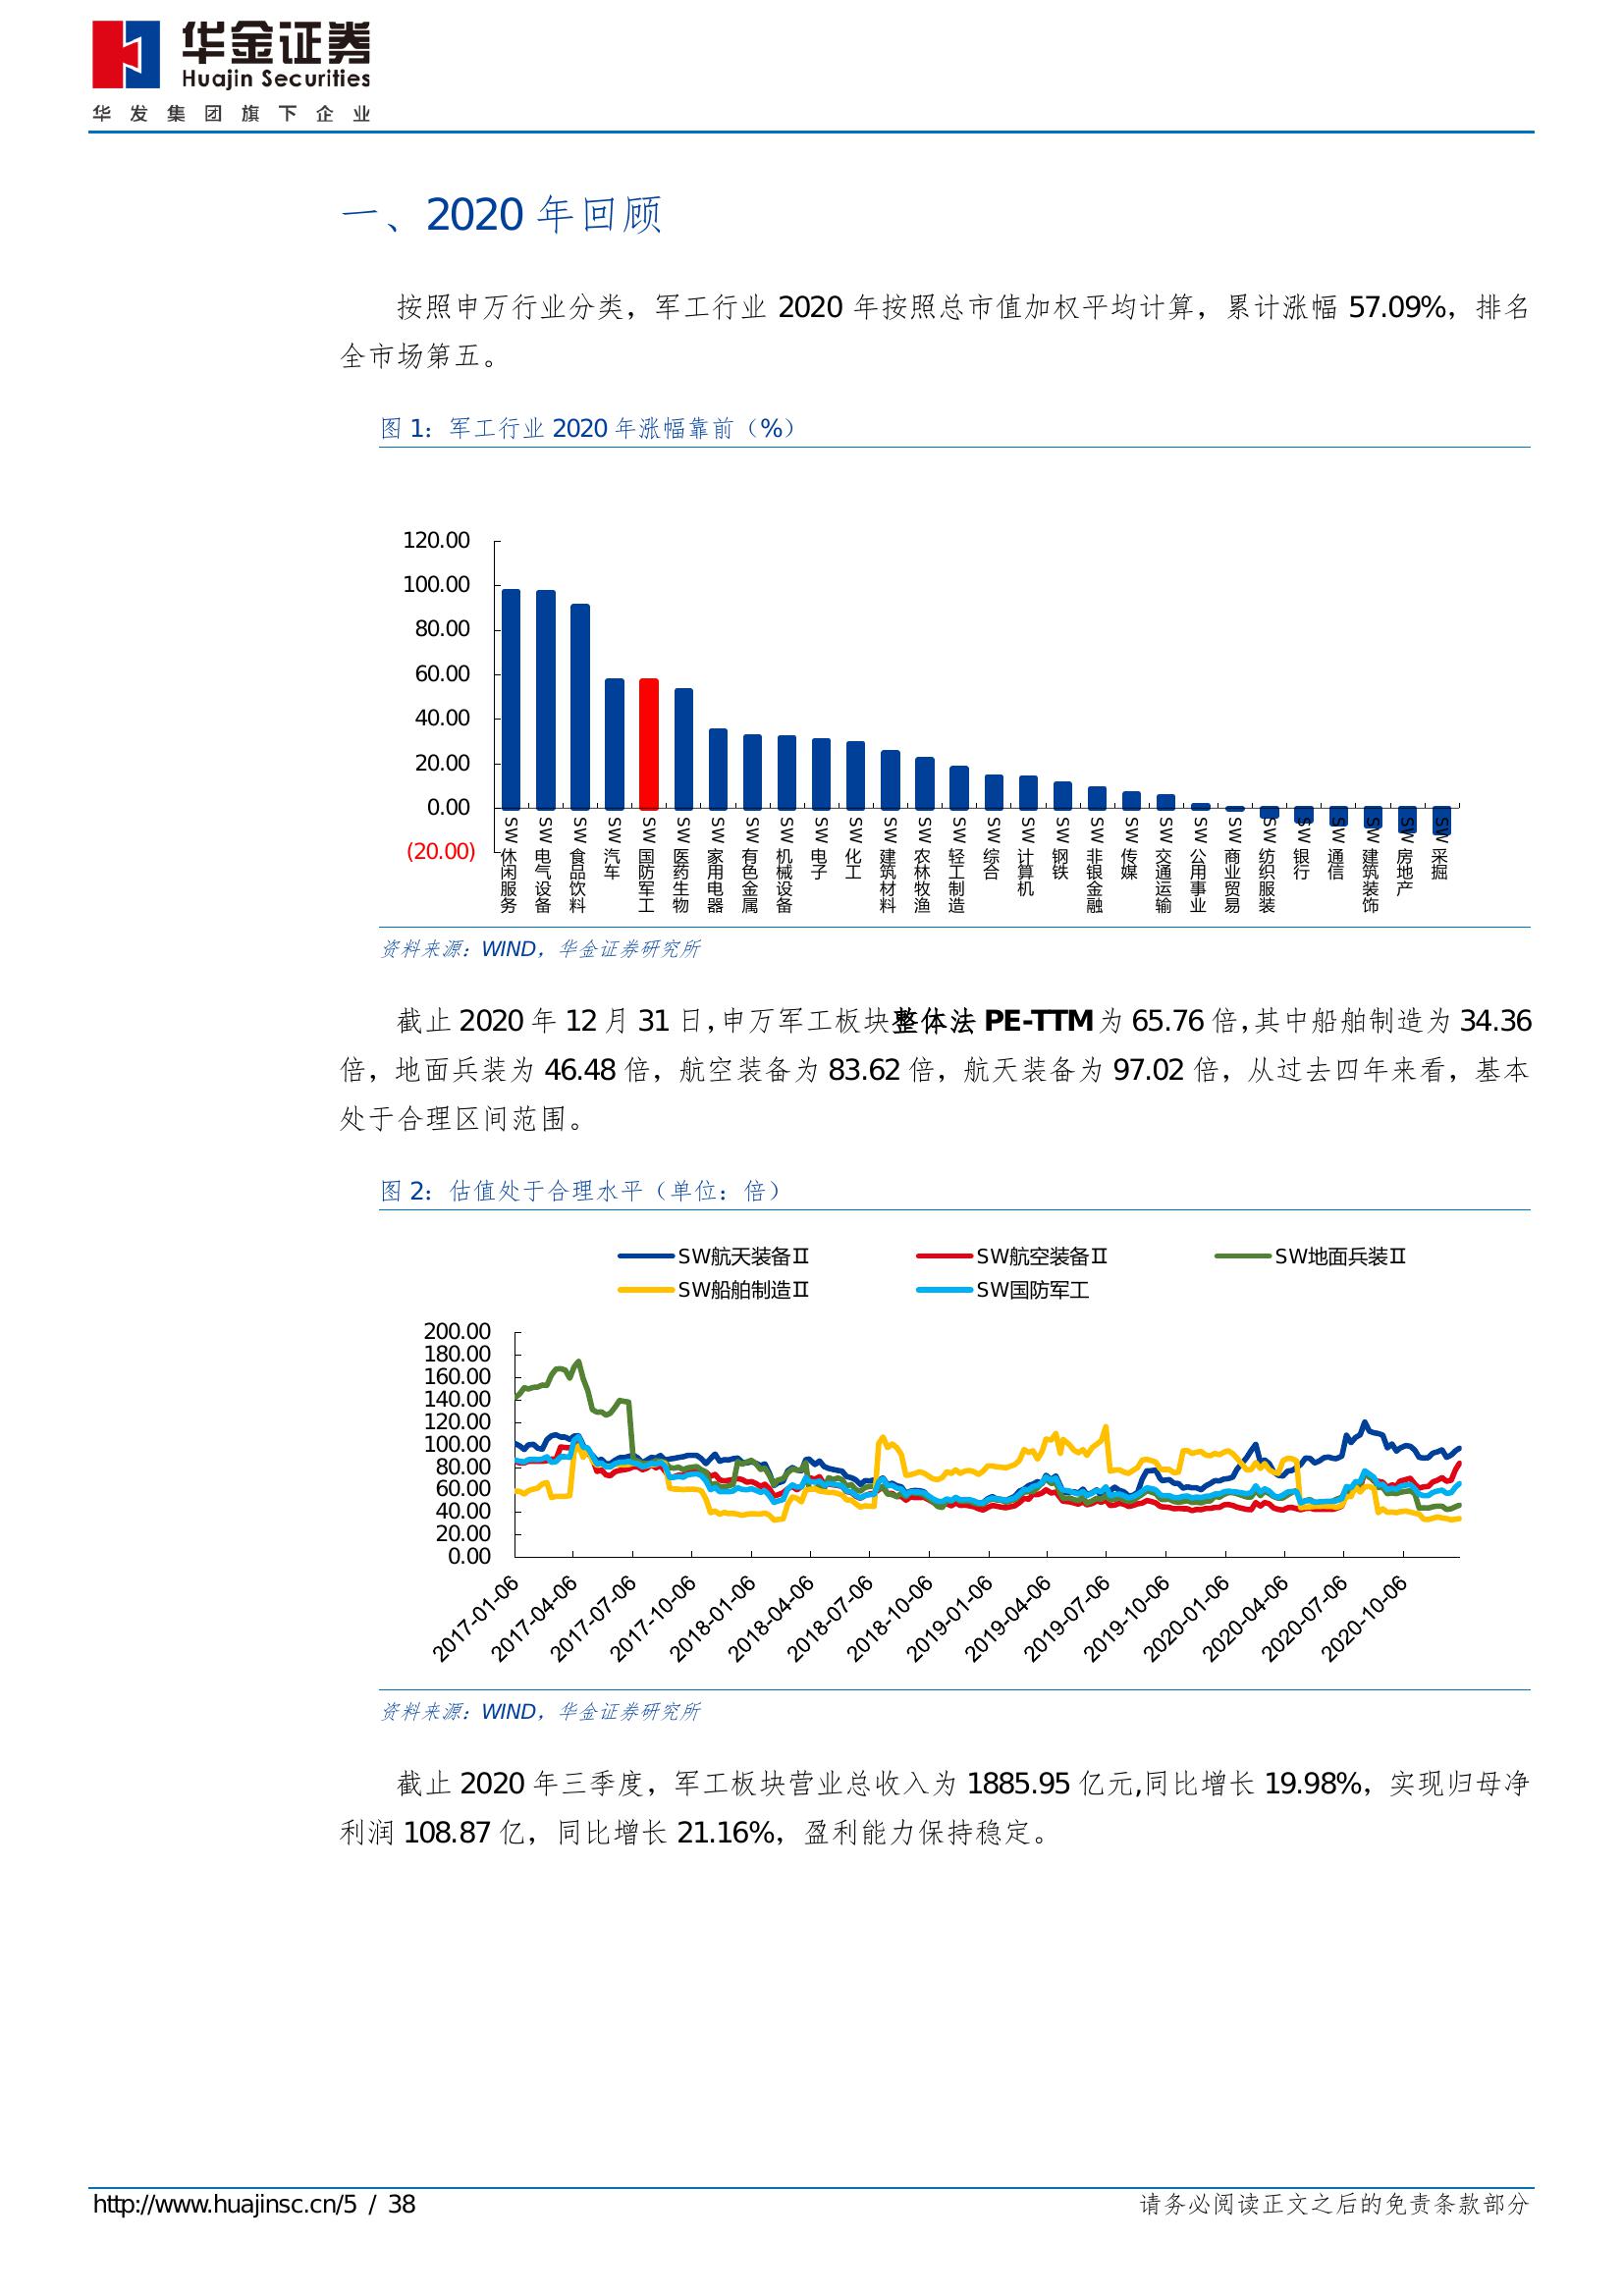 华金证券
Huajin Securities
华发集团旗下企业
一、2020 年回顾
按照申万行业分类，军工行业 2020 年按照总市值加权平均计算，累计涨幅 57.09%，排名
全市场第五。
图 1：军工行业 2020 年涨幅靠前（%）
120.00
100.00
80.00
60.00
40.00
20.00
0.00
(20.00)
SW休闲服务
SW电气设备
SW食品饮料
SW汽车
SW国防军工
SW医药生物
SW家用电器
SW有色金属
SW机械设备
SW电子
SW化工
SW建筑材料
SW农林牧渔
SW轻工制造
SW综合
SW计算机
SW钢铁
SW非银金融
SW传媒
SW交通运输
SW公用事业
SW商业贸易
SW纺织服装
SW银行
SW通信
SW建筑装饰
SW房地产
SW采掘
资料来源：WIND，华金证券研究所
截止 2020 年 12 月 31 日，申万军工板块整体法 PE-TTM 为 65.76 倍，其中船舶制造为 34.36
倍，地面兵装为 46.48 倍，航空装备为 83.62 倍，航天装备为 97.02 倍，从过去四年来看，基本
处于合理区间范围。
图 2：估值处于合理水平（单位：倍）
SW航天装备Ⅱ SW航空装备Ⅱ SW地面兵装Ⅱ
SW船舶制造Ⅱ SW国防军工
200.00
180.00
160.00
140.00
120.00
100.00
80.00
60.00
40.00
20.00
0.00
2017-01-06
2017-04-06
2017-07-06
2017-10-06
2018-01-06
2018-04-06
2018-07-06
2018-10-06
2019-01-06
2019-04-06
2019-07-06
2019-10-06
2020-01-06
2020-04-06
2020-07-06
2020-10-06
资料来源：WIND，华金证券研究所
截止 2020 年三季度，军工板块营业总收入为 1885.95 亿元,同比增长 19.98%，实现归母净
利润 108.87 亿，同比增长 21.16%，盈利能力保持稳定。
http://www.huajinsc.cn/5 / 38
请务必阅读正文之后的免责条款部分